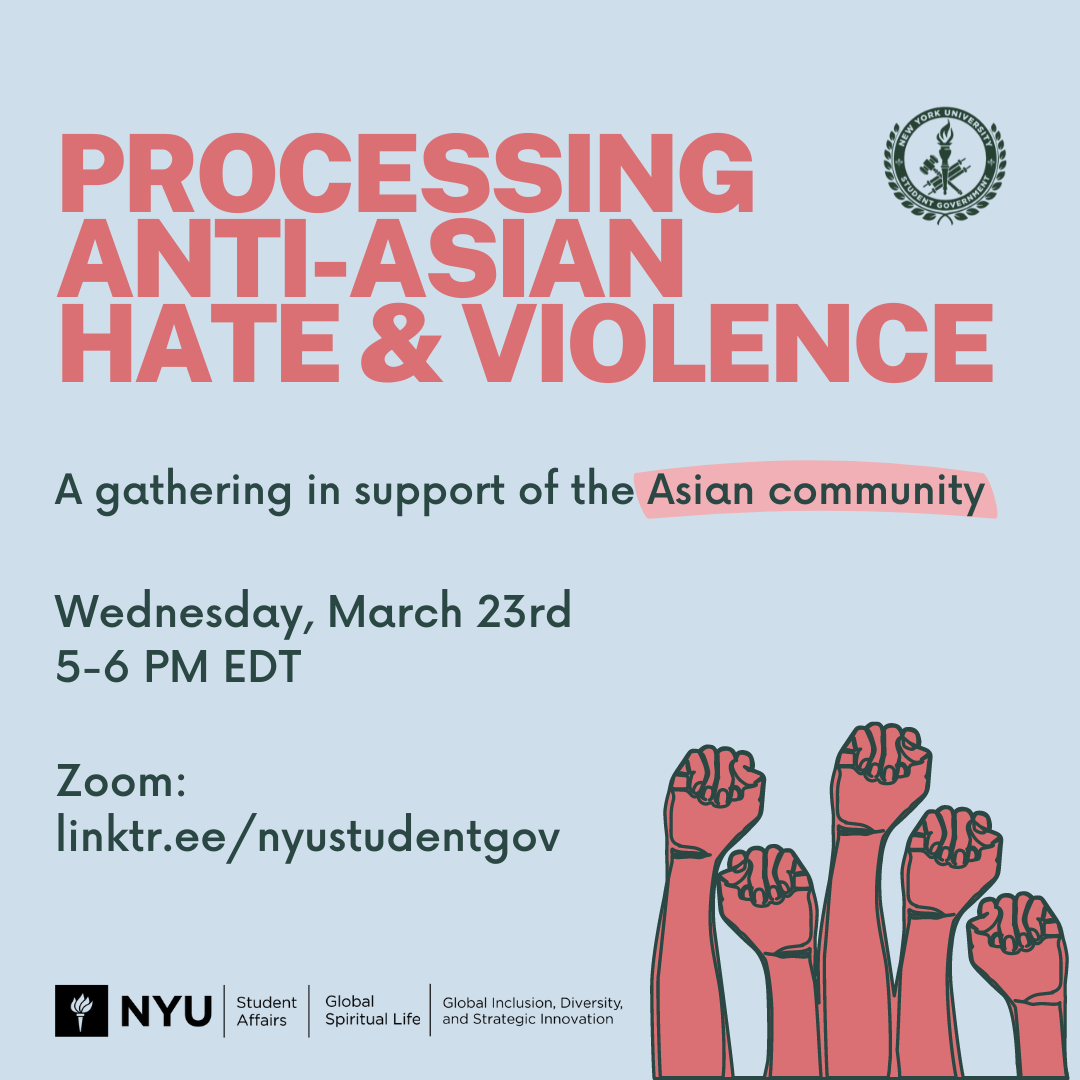 PROCESSING
ANTI-ASIAN
HATE & VIOLENCE
NEW YORK UNIVERSITY
STUDENT GOVERNMENT
A gathering in support of the Asian community
Wednesday, March 23rd
5-6 PM EDT
Zoom:
linktr.ee/nyustudentgov
NYU
Student
Affairs
Global
Spiritual Life
Global Inclusion, Diversity,
and Strategic Innovation